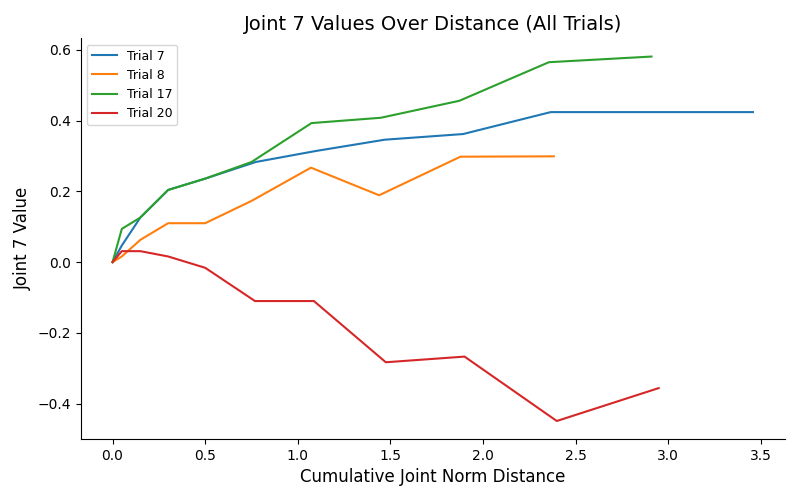 Joint 7 Values Over Distance (All Trials)
Trial 7
Trial 8
Trial 17
Trial 20
Joint 7 Value
0.6
0.4
0.2
0.0
−0.2
−0.4
0.0 0.5 1.0 1.5 2.0 2.5 3.0 3.5
Cumulative Joint Norm Distance